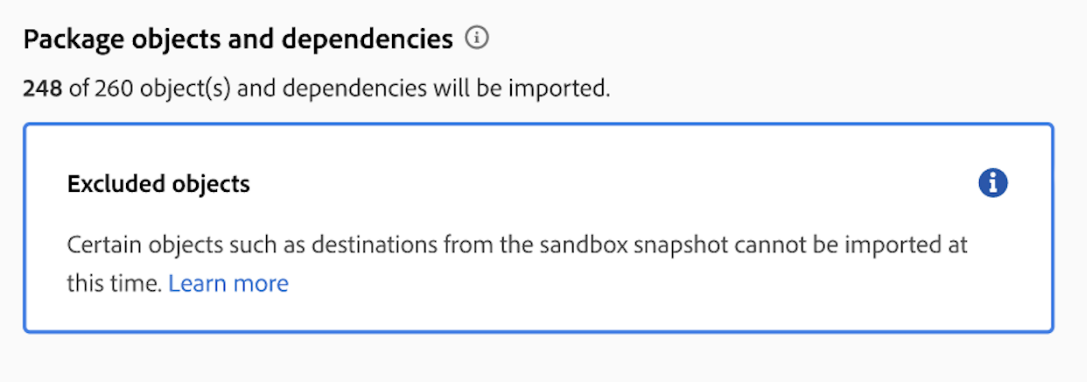 Package objects and dependencies
248 of 260 object(s) and dependencies will be imported.
Excluded objects
Certain objects such as destinations from the sandbox snapshot cannot be imported at
this time. Learn more